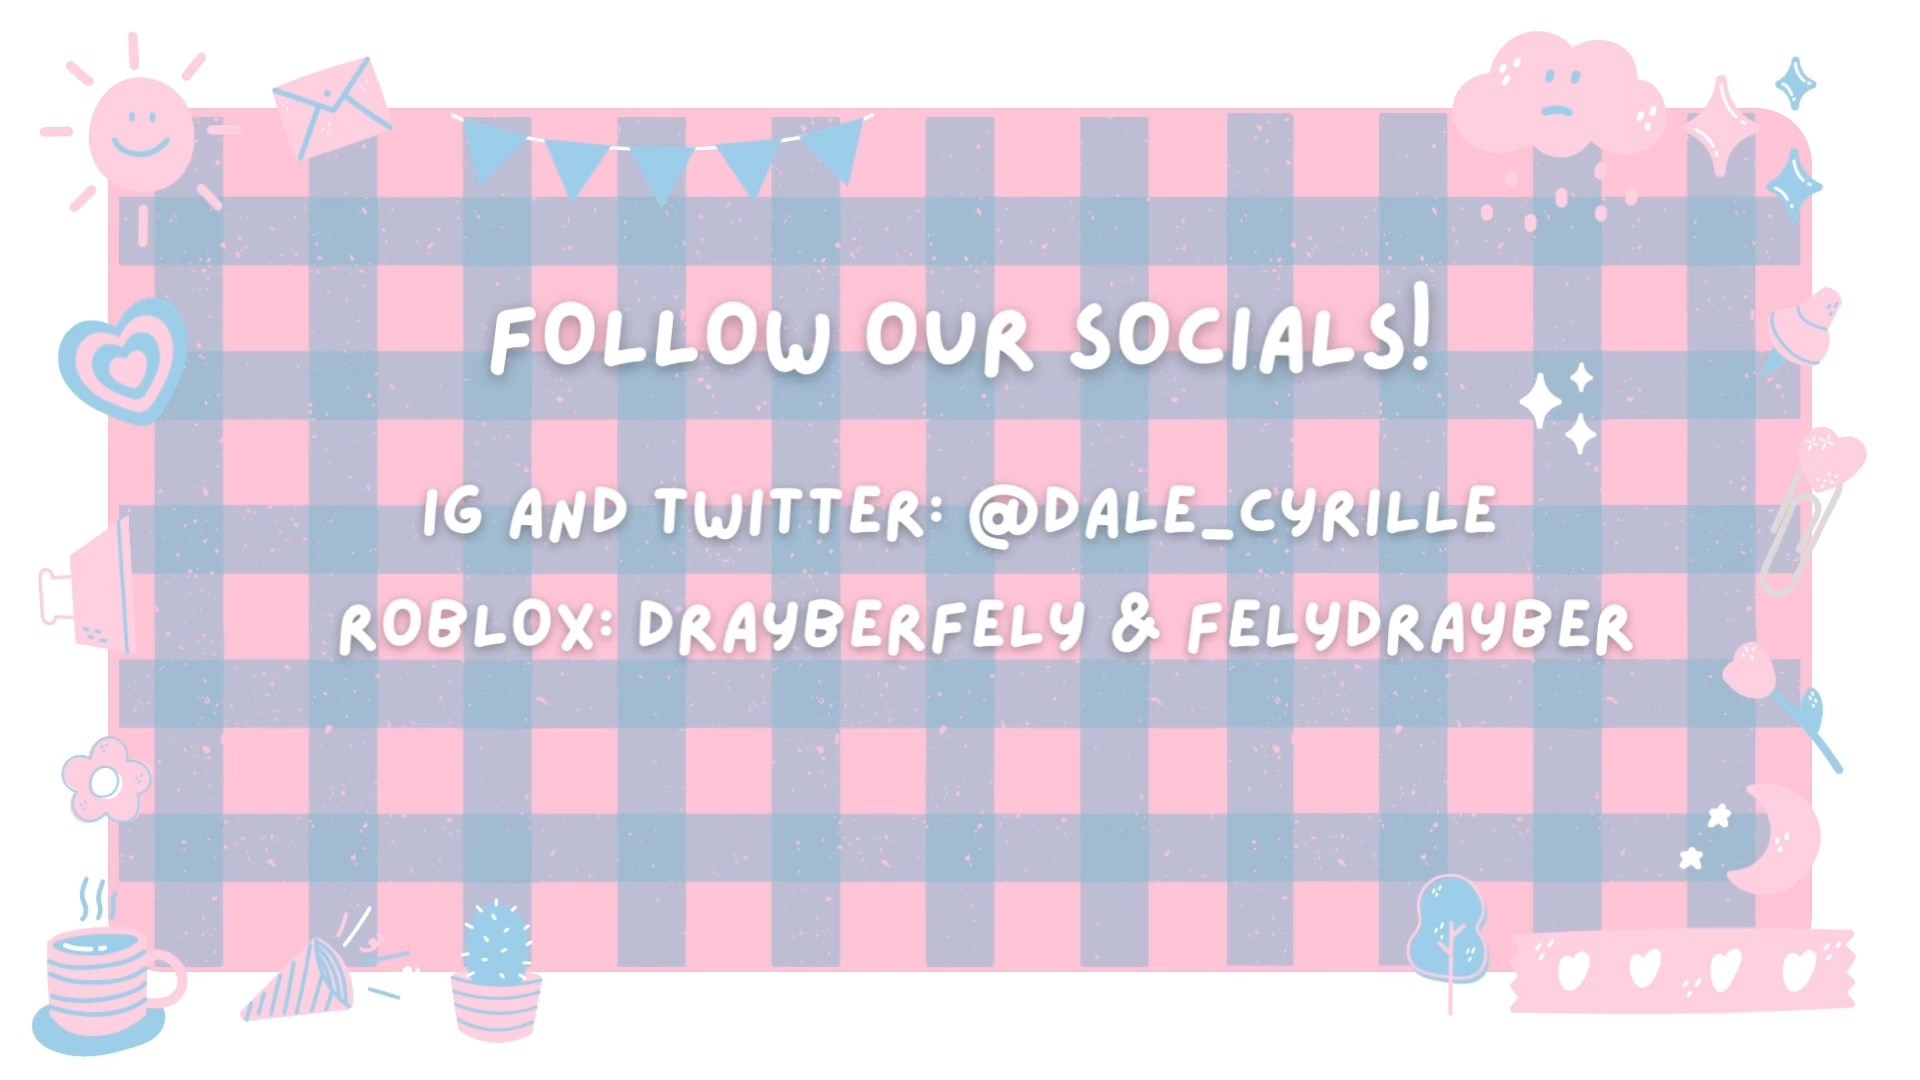 FOLLOW OUR SOCIALS!
IG AND TWITTER: @DALE_CYRILLE
ROBLOX: DRAYBERFELY & FELYDRAYBER